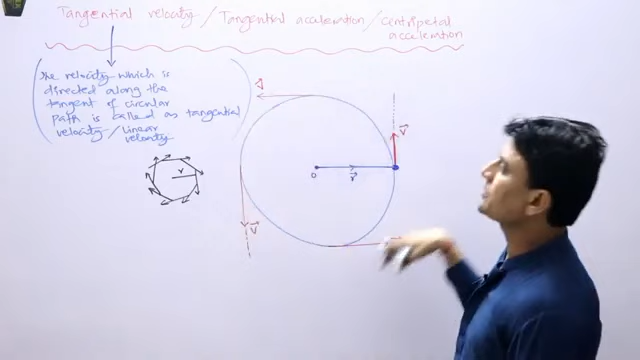 Tangential velocity / Tangential acceleration / centripetal
acceleration
The velocity which is
directed along the
tangent of circular
path is called as tangential
velocity / linear
velocity
v⃗
v⃗
O
r⃗
r
v⃗